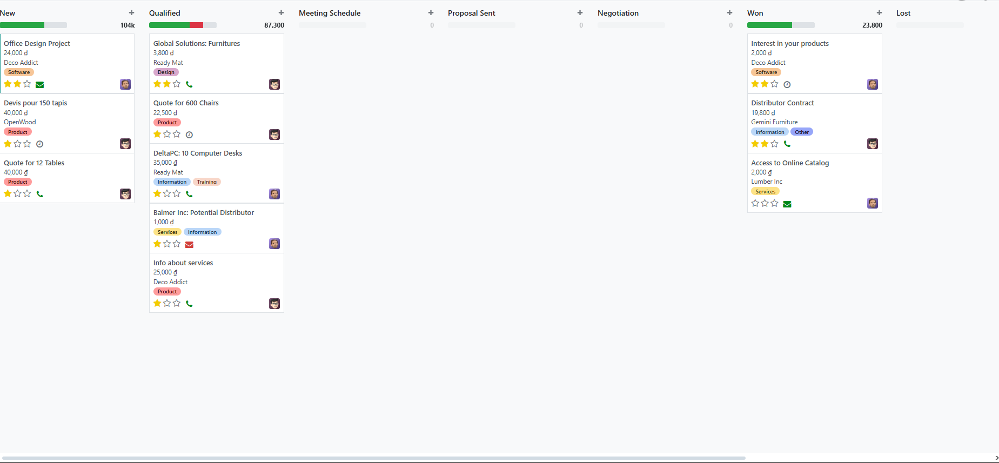 New +
104k
Office Design Project
24,000 ₫
Deco Addict
Software
Devis pour 150 tapis
40,000 ₫
OpenWood
Product
Quote for 12 Tables
40,000 ₫
Product
Qualified +
87,300
Global Solutions: Furnitures
3,800 ₫
Ready Mat
Design
Quote for 600 Chairs
22,500 ₫
Product
DeltaPC: 10 Computer Desks
35,000 ₫
Ready Mat
Information Training
Balmer Inc: Potential Distributor
1,000 ₫
Services Information
Info about services
25,000 ₫
Deco Addict
Product
Meeting Schedule +
0
Proposal Sent +
0
Negotiation +
0
Won +
23,800
Interest in your products
2,000 ₫
Deco Addict
Software
Distributor Contract
19,800 ₫
Gemini Furniture
Information Other
Access to Online Catalog
2,000 ₫
Lumber Inc
Services
Lost